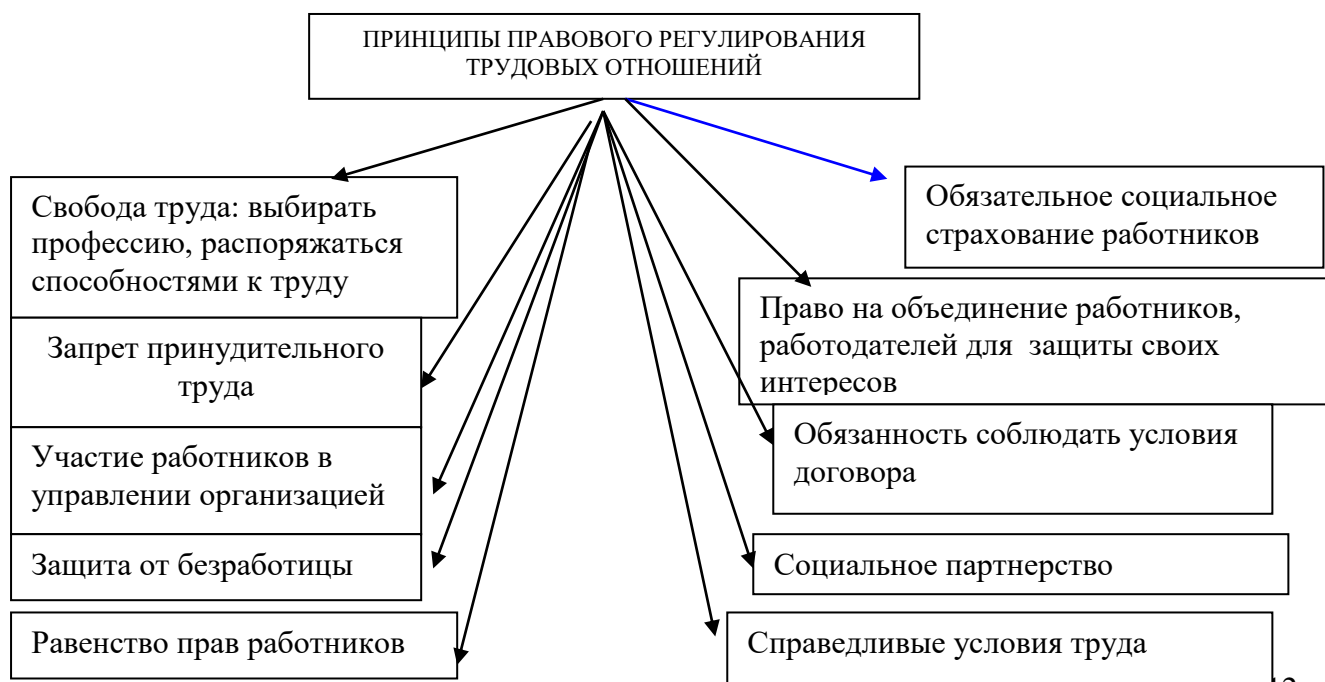 ПРИНЦИПЫ ПРАВОВОГО РЕГУЛИРОВАНИЯ
ТРУДОВЫХ ОТНОШЕНИЙ
Свобода труда: выбирать
профессию, распоряжаться
способностями к труду
Запрет принудительного
труда
Участие работников в
управлении организацией
Защита от безработицы
Равенство прав работников
Обязательное социальное
страхование работников
Право на объединение работников,
работодателей для защиты своих
интересов
Обязанность соблюдать условия
договора
Социальное партнерство
Справедливые условия труда